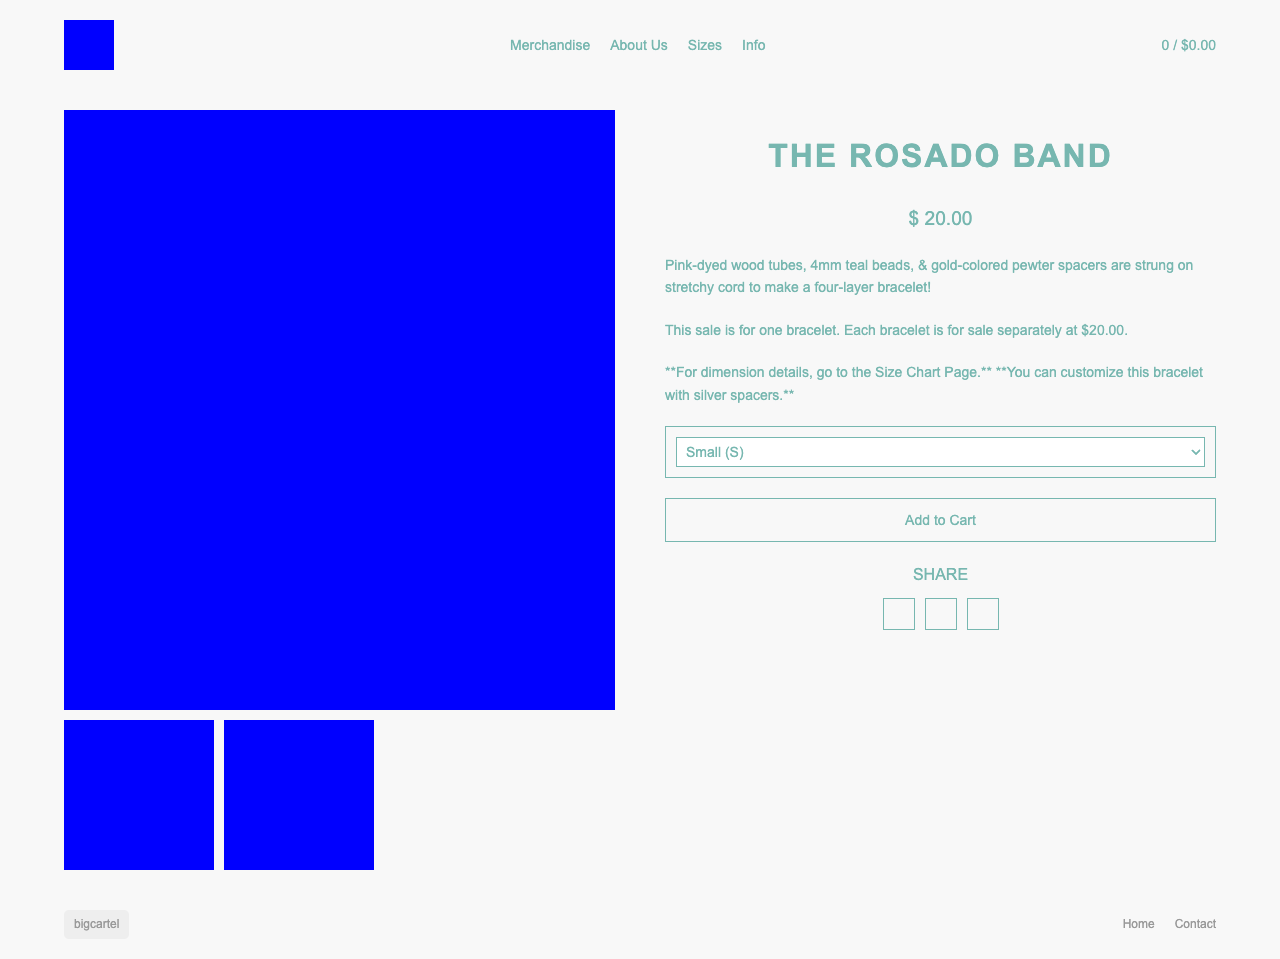 Merchandise About Us Sizes Info 0 / $0.00
THE ROSADO BAND
$ 20.00
Pink-dyed wood tubes, 4mm teal beads, & gold-colored pewter spacers are strung on
stretchy cord to make a four-layer bracelet!
This sale is for one bracelet. Each bracelet is for sale separately at $20.00.
**For dimension details, go to the Size Chart Page.** **You can customize this bracelet
with silver spacers.**
Small (S)
Add to Cart
SHARE
bigcartel Home Contact